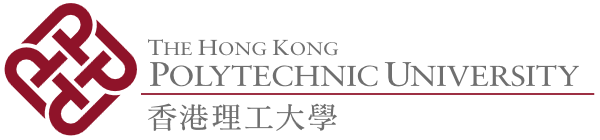 THE HONG KONG
POLYTECHNIC UNIVERSITY
香港理工大學